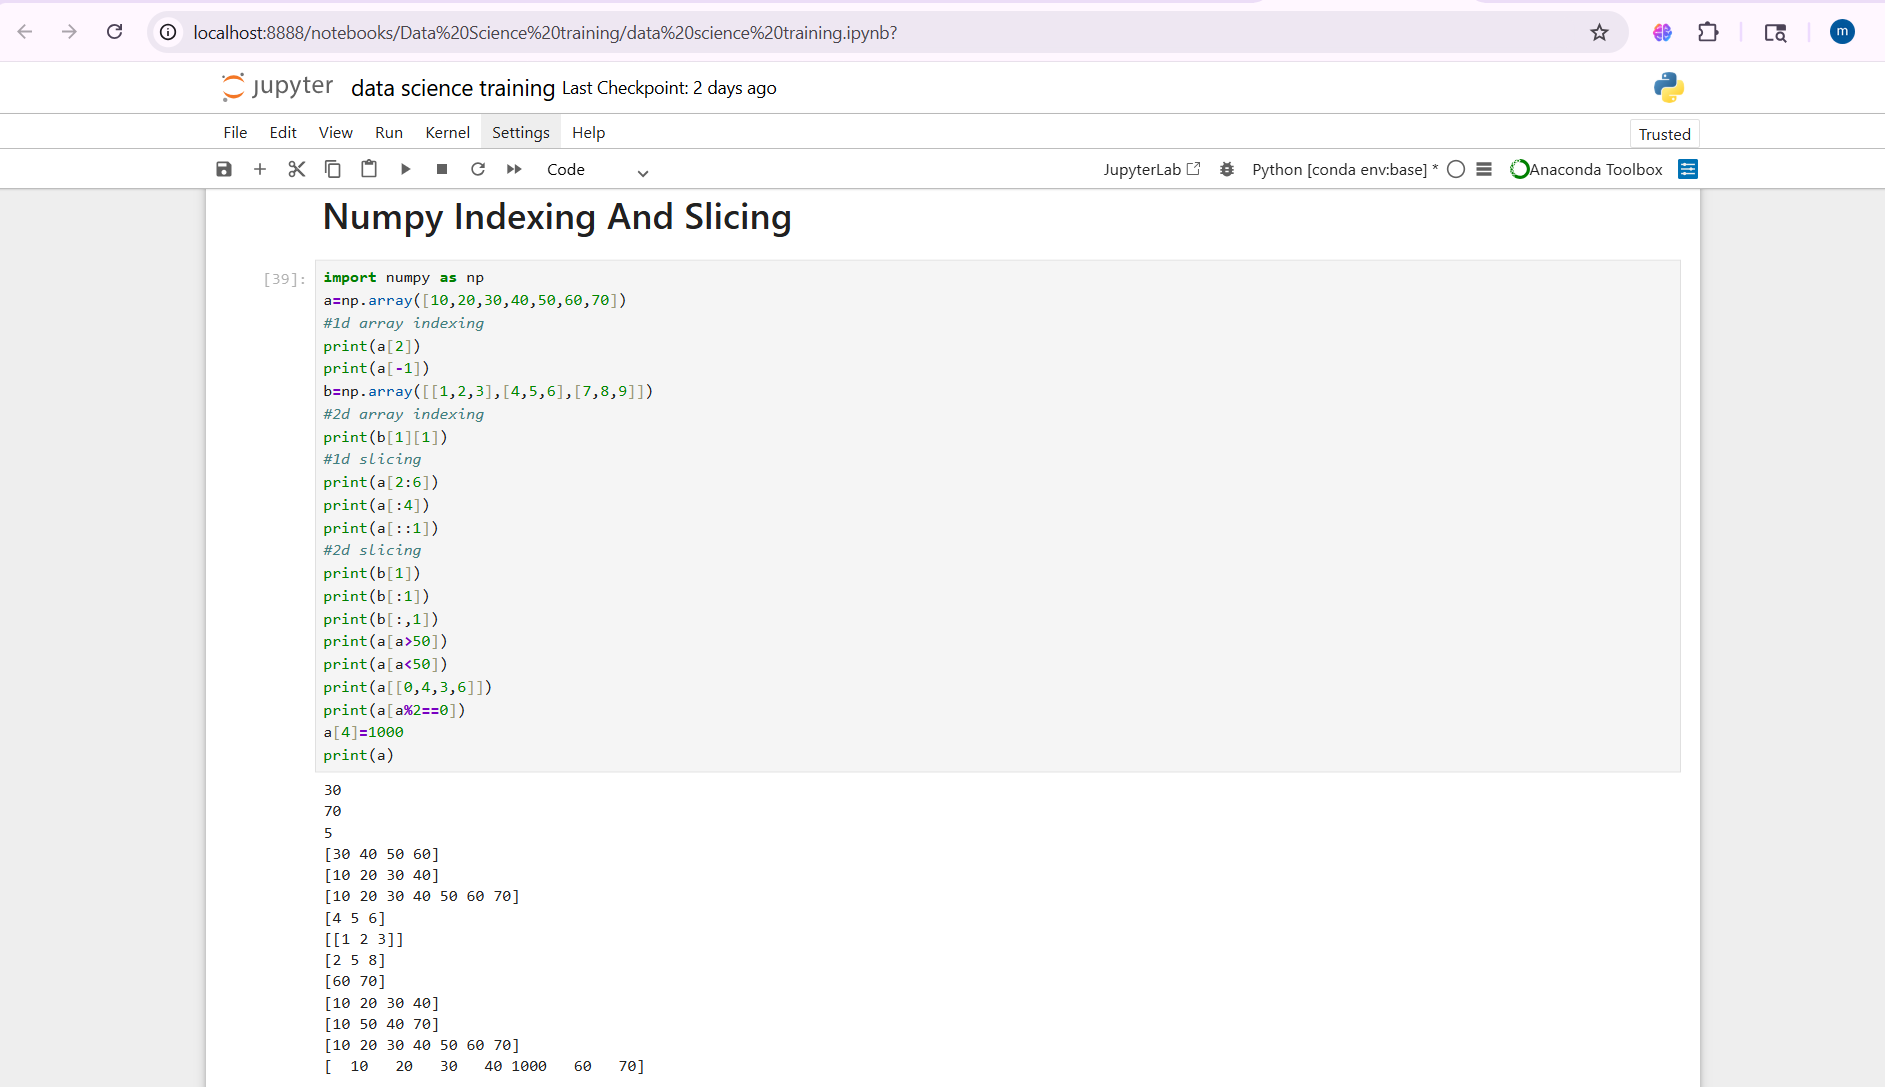 localhost:8888/notebooks/Data%20Science%20training/data%20science%20training.ipynb?
m
jupyter data science training Last Checkpoint: 2 days ago
File Edit View Run Kernel Settings Help
Trusted
Code
JupyterLab
Python [conda env:base] *
Anaconda Toolbox
Numpy Indexing And Slicing
[39]:
import numpy as np
a=np.array([10,20,30,40,50,60,70])
#1d array indexing
print(a[2])
print(a[-1])
b=np.array([[1,2,3],[4,5,6],[7,8,9]])
#2d array indexing
print(b[1][1])
#1d slicing
print(a[2:6])
print(a[:4])
print(a[::1])
#2d slicing
print(b[1])
print(b[:1])
print(b[:,1])
print(a[a>50])
print(a[a<50])
print(a[[0,4,3,6]])
print(a[a%2==0])
a[4]=1000
print(a)
30
70
5
[30 40 50 60]
[10 20 30 40]
[10 20 30 40 50 60 70]
[4 5 6]
[[1 2 3]]
[2 5 8]
[60 70]
[10 20 30 40]
[10 50 40 70]
[10 20 30 40 50 60 70]
[  10   20   30   40 1000   60   70]